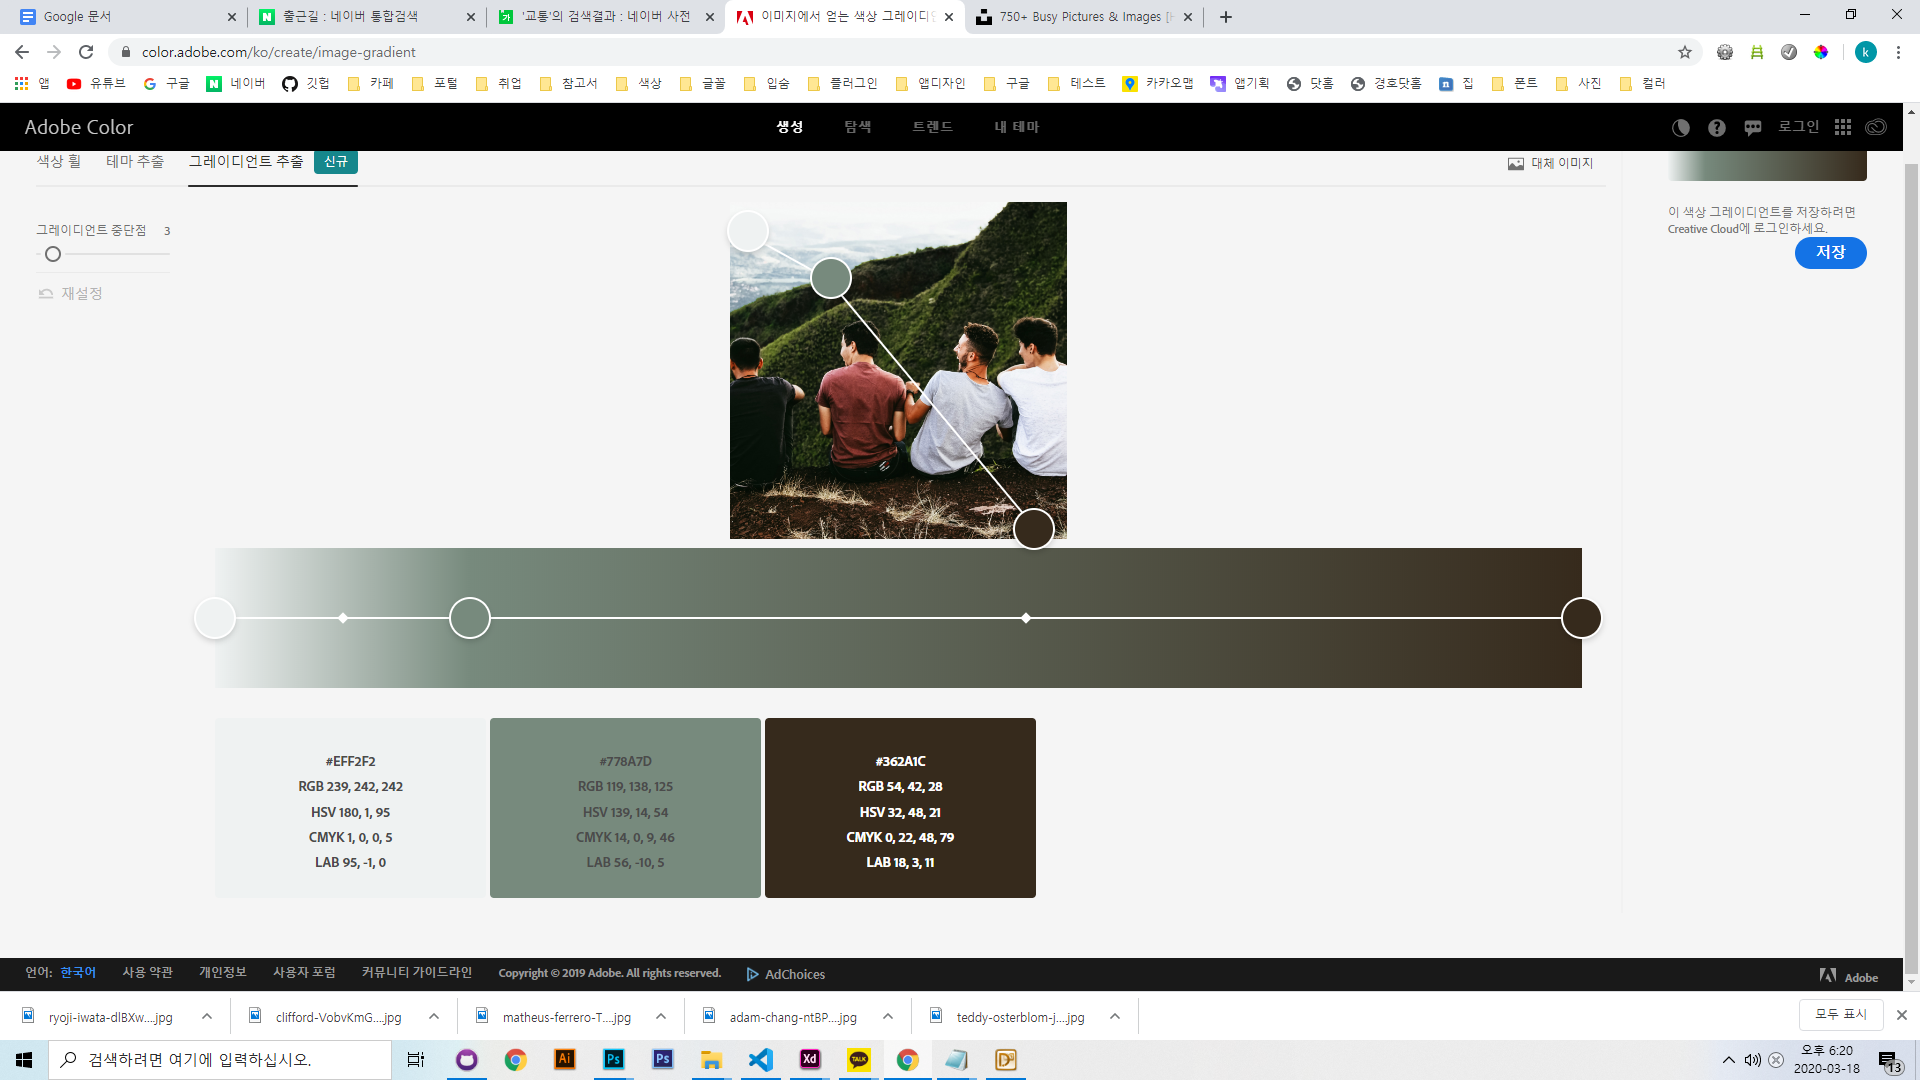 Google 문서
출근길 : 네이버 통합검색
'교통'의 검색결과 : 네이버 사전
이미지에서 얻는 색상 그레이디언
750+ Busy Pictures & Images [H
color.adobe.com/ko/create/image-gradient
k
앱
유튜브
구글
네이버
깃헙
카페
포털
취업
참고서
색상
글꼴
입숨
플러그인
앱디자인
구글
테스트
카카오맵
앱기획
닷홈
경호닷홈
집
폰트
사진
컬러
Adobe Color
생성
탐색
트렌드
내 테마
로그인
색상 휠
테마 추출
그레이디언트 추출
신규
대체 이미지
이 색상 그레이디언트를 저장하려면
Creative Cloud에 로그인하세요.
저장
그레이디언트 중단점 3
재설정
#EFF2F2
RGB 239, 242, 242
HSV 180, 1, 95
CMYK 1, 0, 0, 5
LAB 95, -1, 0
#778A7D
RGB 119, 138, 125
HSV 139, 14, 54
CMYK 14, 0, 9, 46
LAB 56, -10, 5
#362A1C
RGB 54, 42, 28
HSV 32, 48, 21
CMYK 0, 22, 48, 79
LAB 18, 3, 11
언어: 한국어
사용 약관
개인정보
사용자 포럼
커뮤니티 가이드라인
Copyright © 2019 Adobe. All rights reserved.
AdChoices
Adobe
ryoji-iwata-dlBXw....jpg
clifford-VobvKmG....jpg
matheus-ferrero-T....jpg
adam-chang-ntBP....jpg
teddy-osterblom-j....jpg
모두 표시
검색하려면 여기에 입력하십시오.
Ai
Ps
Ps
Xd
TALK
오후 6:20
2020-03-18
13